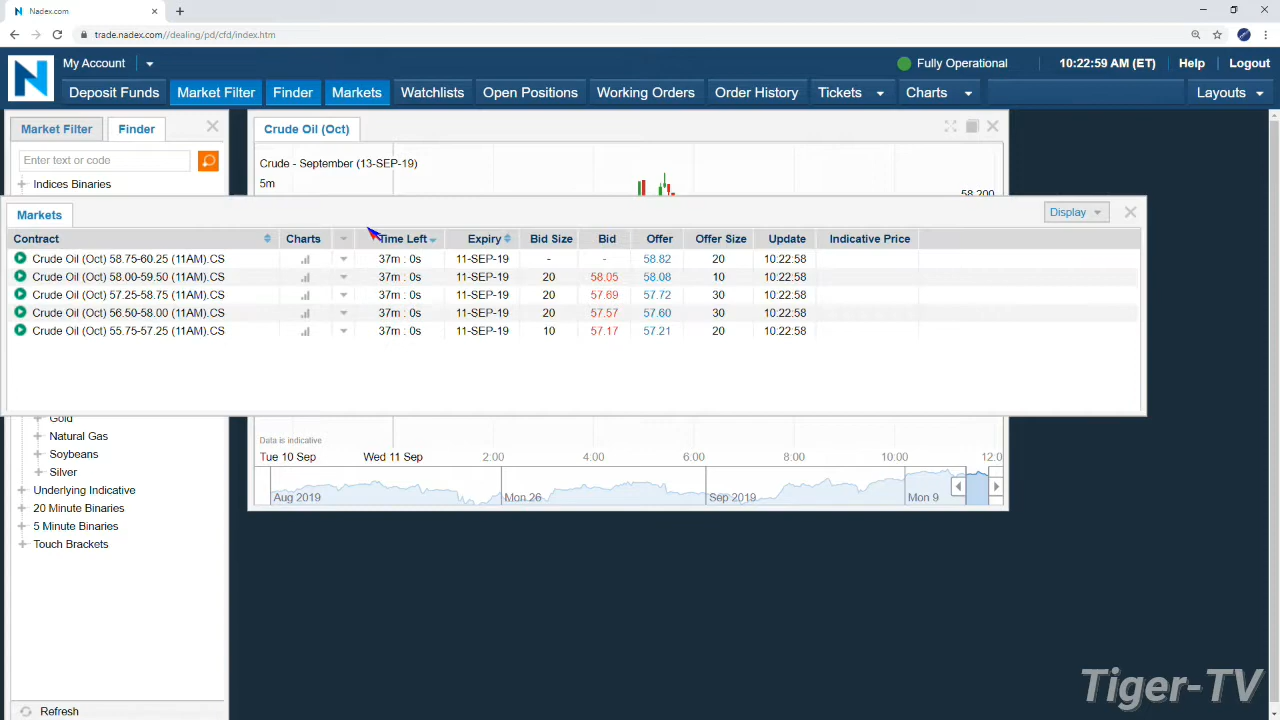 Nadex.com
trade.nadex.com//dealing/pd/cfd/index.htm
My Account
Fully Operational
10:22:59 AM (ET)
Help
Logout
Deposit Funds Market Filter Finder Markets Watchlists Open Positions Working Orders Order History Tickets Charts Layouts
Market Filter Finder
Enter text or code
Indices Binaries
Crude Oil (Oct)
Crude - September (13-SEP-19)
5m
58.200
Markets
Display
Contract Charts Time Left Expiry Bid Size Bid Offer Offer Size Update Indicative Price
Crude Oil (Oct) 58.75-60.25 (11AM).CS 37m : 0s 11-SEP-19 - - 58.82 20 10:22:58
Crude Oil (Oct) 58.00-59.50 (11AM).CS 37m : 0s 11-SEP-19 20 58.05 58.08 10 10:22:58
Crude Oil (Oct) 57.25-58.75 (11AM).CS 37m : 0s 11-SEP-19 20 57.69 57.72 30 10:22:58
Crude Oil (Oct) 56.50-58.00 (11AM).CS 37m : 0s 11-SEP-19 20 57.57 57.60 30 10:22:58
Crude Oil (Oct) 55.75-57.25 (11AM).CS 37m : 0s 11-SEP-19 10 57.17 57.21 20 10:22:58
Gold
Natural Gas
Soybeans
Silver
Underlying Indicative
20 Minute Binaries
5 Minute Binaries
Touch Brackets
Refresh
Data is indicative
Tue 10 Sep Wed 11 Sep 2:00 4:00 6:00 8:00 10:00 12:0
Aug 2019 Mon 26 Sep 2019 Mon 9
Tiger-TV